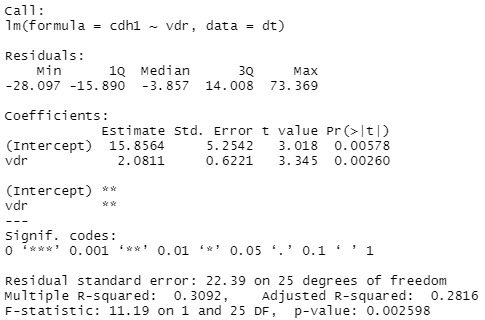 Call:
lm(formula = cdh1 ~ vdr, data = dt)
Residuals:
    Min      1Q  Median      3Q     Max
-28.097 -15.890  -3.857  14.008  73.369
Coefficients:
            Estimate Std. Error t value Pr(>|t|)
(Intercept)  15.8564     5.2542   3.018  0.00578
vdr           2.0811     0.6221   3.345  0.00260
(Intercept) **
vdr         **
---
Signif. codes:
0 ‘***’ 0.001 ‘**’ 0.01 ‘*’ 0.05 ‘.’ 0.1 ‘ ’ 1
Residual standard error: 22.39 on 25 degrees of freedom
Multiple R-squared:  0.3092,    Adjusted R-squared:  0.2816
F-statistic: 11.19 on 1 and 25 DF,  p-value: 0.002598